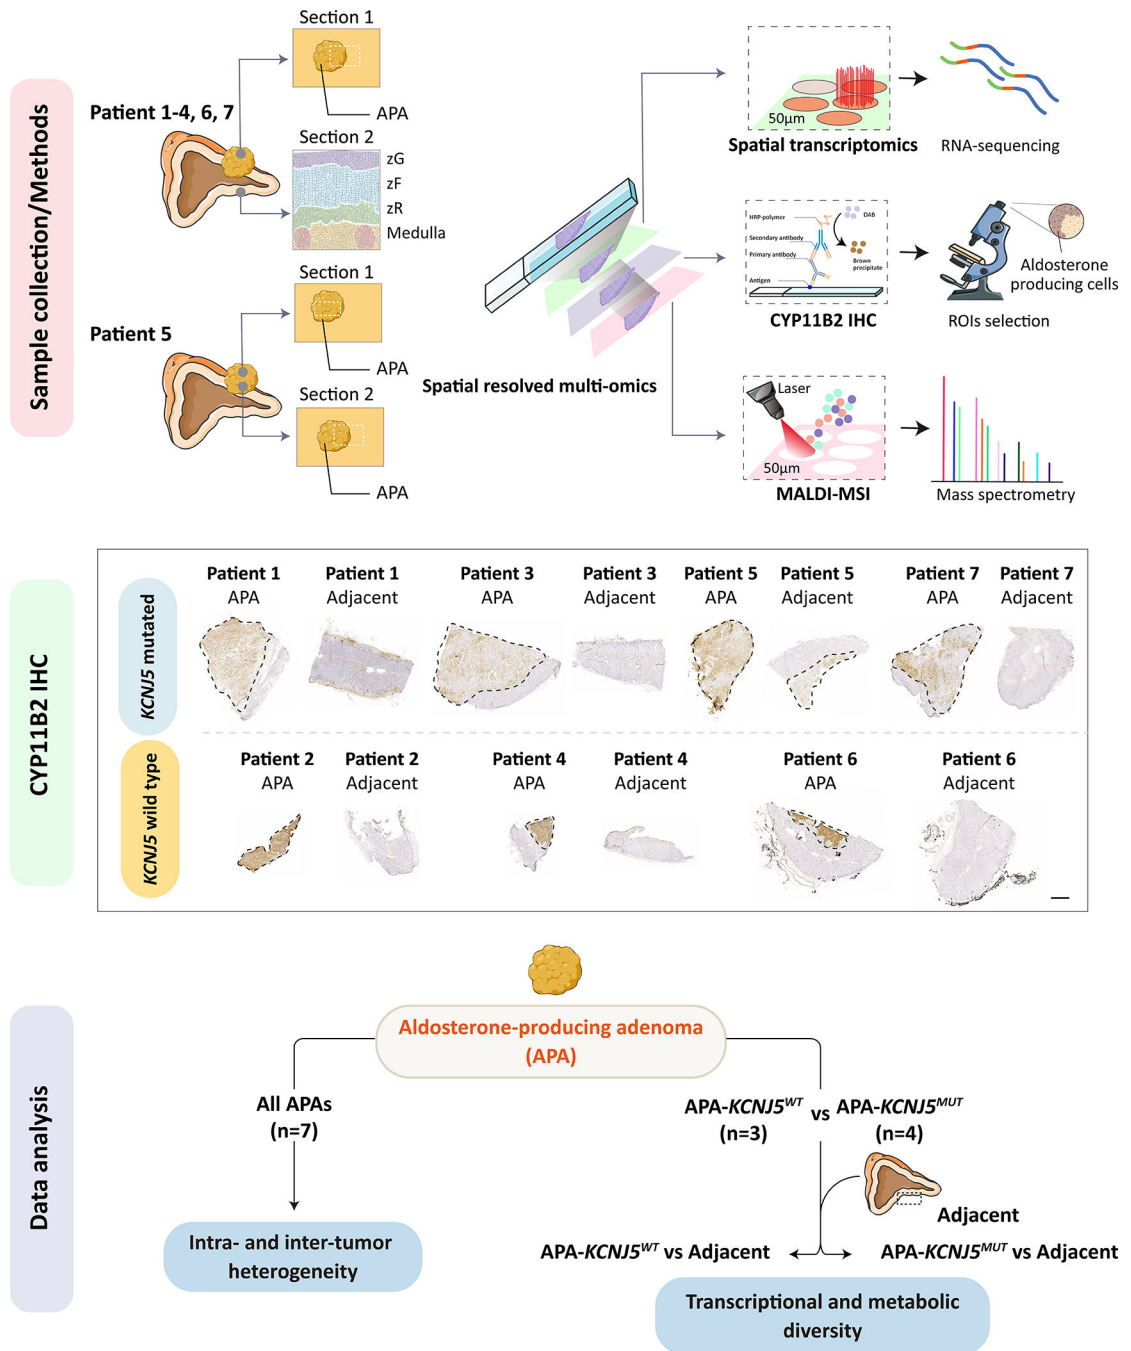 Sample collection/Methods
Patient 1-4, 6, 7
Section 1
APA
Section 2
zG
zF
zR
Medulla
Patient 5
Section 1
APA
Section 2
APA
Spatial resolved multi-omics
50μm
Spatial transcriptomics
RNA-sequencing
HRP-polymer
DAB
Secondary antibody
Primary antibody
Brown
precipitate
Antigen
CYP11B2 IHC
Aldosterone
producing cells
ROIs selection
Laser
50μm
MALDI-MSI
Mass spectrometry
CYP11B2 IHC
KCNJ5 mutated
Patient 1
APA
Patient 1
Adjacent
Patient 3
APA
Patient 3
Adjacent
Patient 5
APA
Patient 5
Adjacent
Patient 7
APA
Patient 7
Adjacent
KCNJ5 wild type
Patient 2
APA
Patient 2
Adjacent
Patient 4
APA
Patient 4
Adjacent
Patient 6
APA
Patient 6
Adjacent
Data analysis
Aldosterone-producing adenoma
(APA)
All APAs
(n=7)
Intra- and inter-tumor
heterogeneity
APA-KCNJ5WT vs APA-KCNJ5MUT
(n=3) (n=4)
Adjacent
APA-KCNJ5WT vs Adjacent
APA-KCNJ5MUT vs Adjacent
Transcriptional and metabolic
diversity